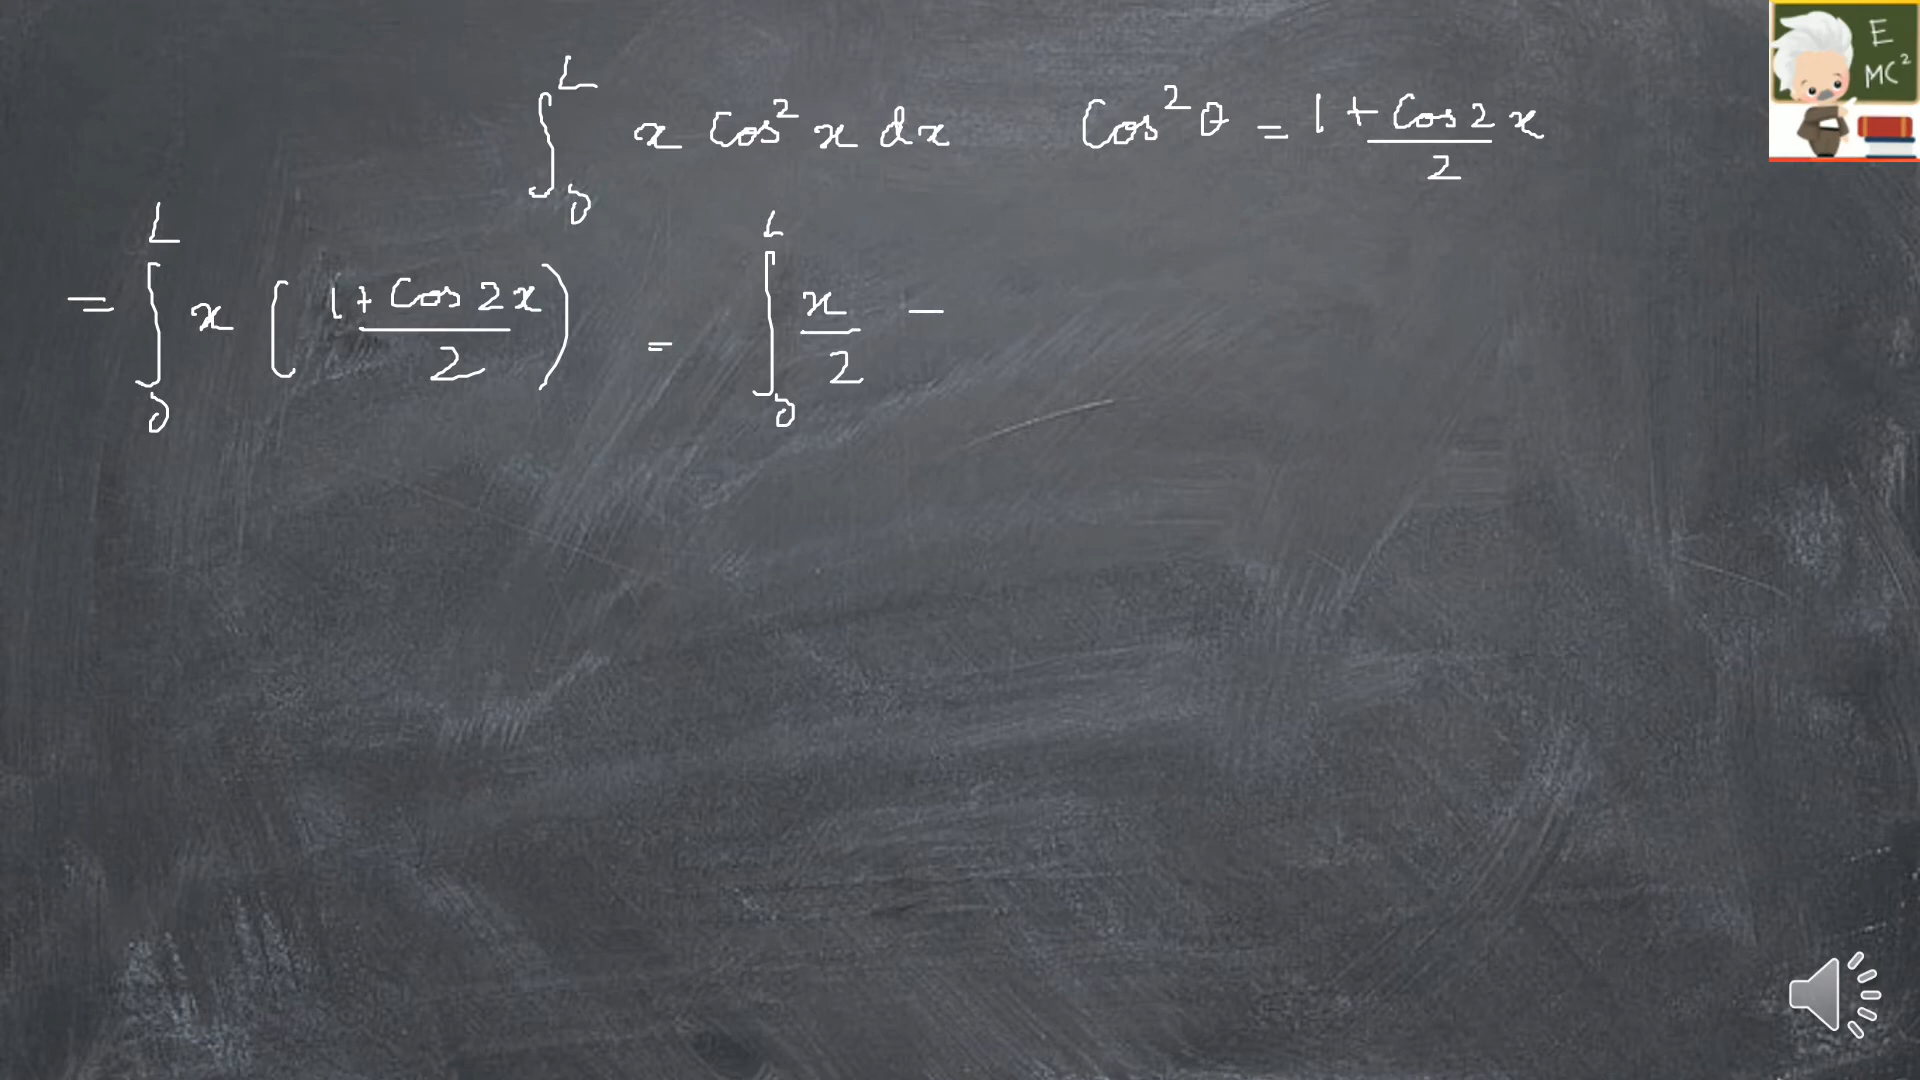 ∫₀ᴸ x Cos² x dx    Cos² θ = (1 + Cos 2x)/2
= ∫₀ᴸ x ((1 + Cos 2x)/2) = ∫₀ᴸ x/2 −
E
MC²